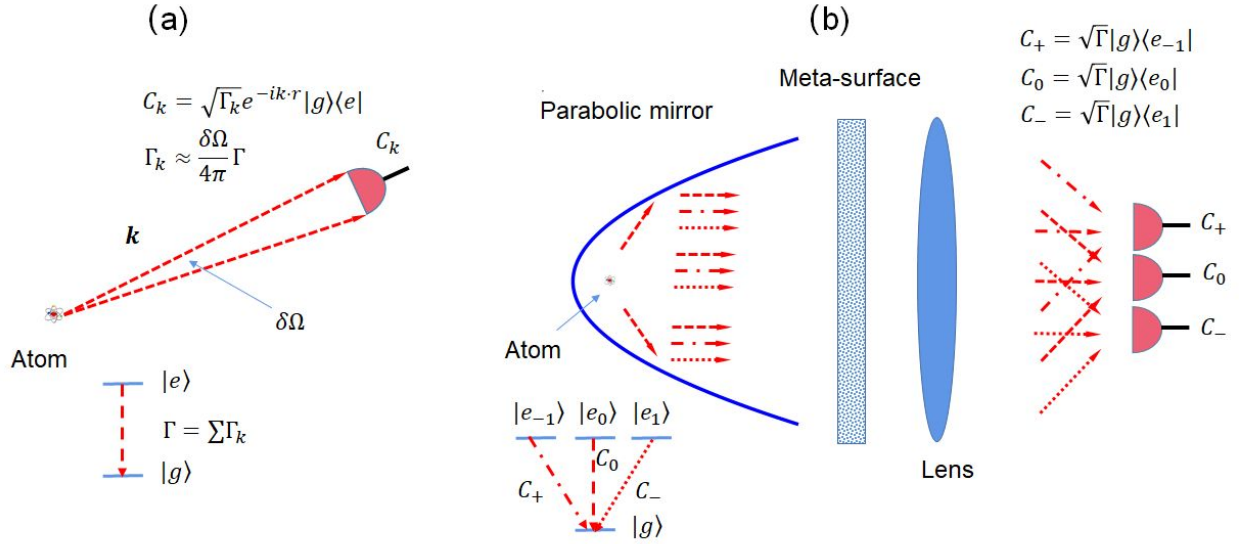 (a)
C_k = √Γ_k e^{-ik·r}|g⟩⟨e|
Γ_k ≈ δΩ/4π Γ
C_k
k
δΩ
Atom
|e⟩
Γ = ∑Γ_k
|g⟩
(b)
Meta-surface
Parabolic mirror
Atom
|e_{-1}⟩ |e_0⟩ |e_1⟩
C_0
C_+ C_-
|g⟩
Lens
C_+ = √Γ|g⟩⟨e_{-1}|
C_0 = √Γ|g⟩⟨e_0|
C_- = √Γ|g⟩⟨e_1|
C_+
C_0
C_-